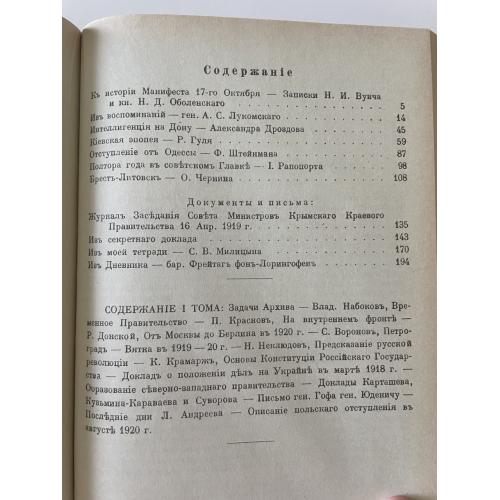 Содержаніе
Къ исторіи Манифеста 17-го Октября — Записки Н. И. Вуича
и кн. Н. Д. Оболенскаго . . . . . . . . . . . . . . . 5
Изъ воспоминаній — ген. А. С. Лукомскаго . . . . . . . . . 14
Интеллигенція на Дону — Александра Дроздова . . . . . . . 45
Кіевская эпопея — Р. Гуля . . . . . . . . . . . . . . . 59
Отступленіе отъ Одессы — Ф. Штейнмана . . . . . . . . . 87
Полтора года въ совѣтскомъ Главкѣ — І. Рапопорта . . . . . 98
Брестъ-Литовскъ — О. Чернина . . . . . . . . . . . . . 108
Документы и письма:
Журналъ Засѣданія Совѣта Министровъ Крымскаго Краевого
Правительства 16 Апр. 1919 г. . . . . . . . . . . . . . 135
Изъ секретнаго доклада . . . . . . . . . . . . . . . . 143
Изъ моей тетради — С. В. Милицына . . . . . . . . . . . 170
Изъ Дневника — бар. Фрейтагъ фонъ-Лорингофенъ . . . . . . 194
СОДЕРЖАНІЕ I ТОМА: Задачи Архива — Влад. Набоковъ, Вре-
менное Правительство — П. Красновъ, На внутреннемъ фронтѣ —
Р. Донской, Отъ Москвы до Берлина въ 1920 г. — С. Вороновъ, Петро-
градъ — Вятка въ 1919—20 г. — Н. Неклюдовъ, Предсказаніе русской
революціи — К. Крамаржъ, Основы Конституціи Россійскаго Государ-
ства — Докладъ о положеніи дѣлъ на Украйнѣ въ мартѣ 1918 г. —
Образованіе сѣверно-западнаго правительства — Доклады Карташева,
Кузьмина-Караваева и Суворова — Письмо ген. Гофа ген. Юденичу —
Послѣдніе дни Л. Андреева — Описаніе польскаго отступленія въ
августѣ 1920 г.